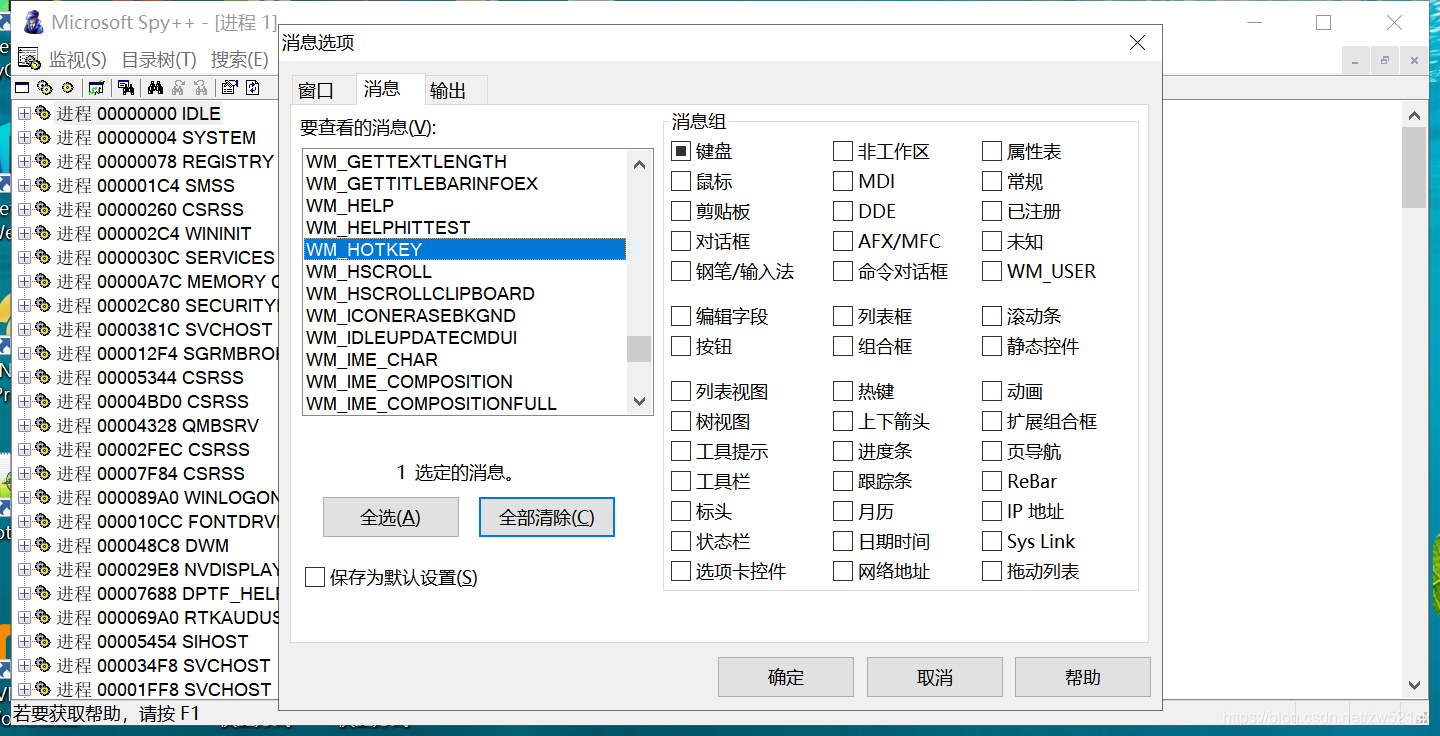 Microsoft Spy++ - [进程 1]
监视(S) 目录树(T) 搜索(E)
进程 00000000 IDLE
进程 00000004 SYSTEM
进程 00000078 REGISTRY
进程 000001C4 SMSS
进程 00000260 CSRSS
进程 000002C4 WININIT
进程 0000030C SERVICES
进程 00000A7C MEMORY
进程 00002C80 SECURITY
进程 0000381C SVCHOST
进程 000012F4 SGRMBRO
进程 00005344 CSRSS
进程 00004BD0 CSRSS
进程 00004328 QMBSRV
进程 00002FEC CSRSS
进程 00007F84 CSRSS
进程 000089A0 WINLOGON
进程 000010CC FONTDRV
进程 000048C8 DWM
进程 000029E8 NVDISPLAY
进程 00007688 DPTF_HEL
进程 000069A0 RTKAUDUS
进程 00005454 SIHOST
进程 000034F8 SVCHOST
进程 00001FF8 SVCHOST
若要获取帮助，请按 F1
消息选项
窗口 消息 输出
要查看的消息(V):
WM_GETTEXTLENGTH
WM_GETTITLEBARINFOEX
WM_HELP
WM_HELPHITTEST
WM_HOTKEY
WM_HSCROLL
WM_HSCROLLCLIPBOARD
WM_ICONERASEBKGND
WM_IDLEUPDATECMDUI
WM_IME_CHAR
WM_IME_COMPOSITION
WM_IME_COMPOSITIONFULL
1 选定的消息。
全选(A) 全部清除(C)
保存为默认设置(S)
消息组
键盘 非工作区 属性表
鼠标 MDI 常规
剪贴板 DDE 已注册
对话框 AFX/MFC 未知
钢笔/输入法 命令对话框 WM_USER
编辑字段 列表框 滚动条
按钮 组合框 静态控件
列表视图 热键 动画
树视图 上下箭头 扩展组合框
工具提示 进度条 页导航
工具栏 跟踪条 ReBar
标头 月历 IP 地址
状态栏 日期时间 Sys Link
选项卡控件 网络地址 拖动列表
确定 取消 帮助